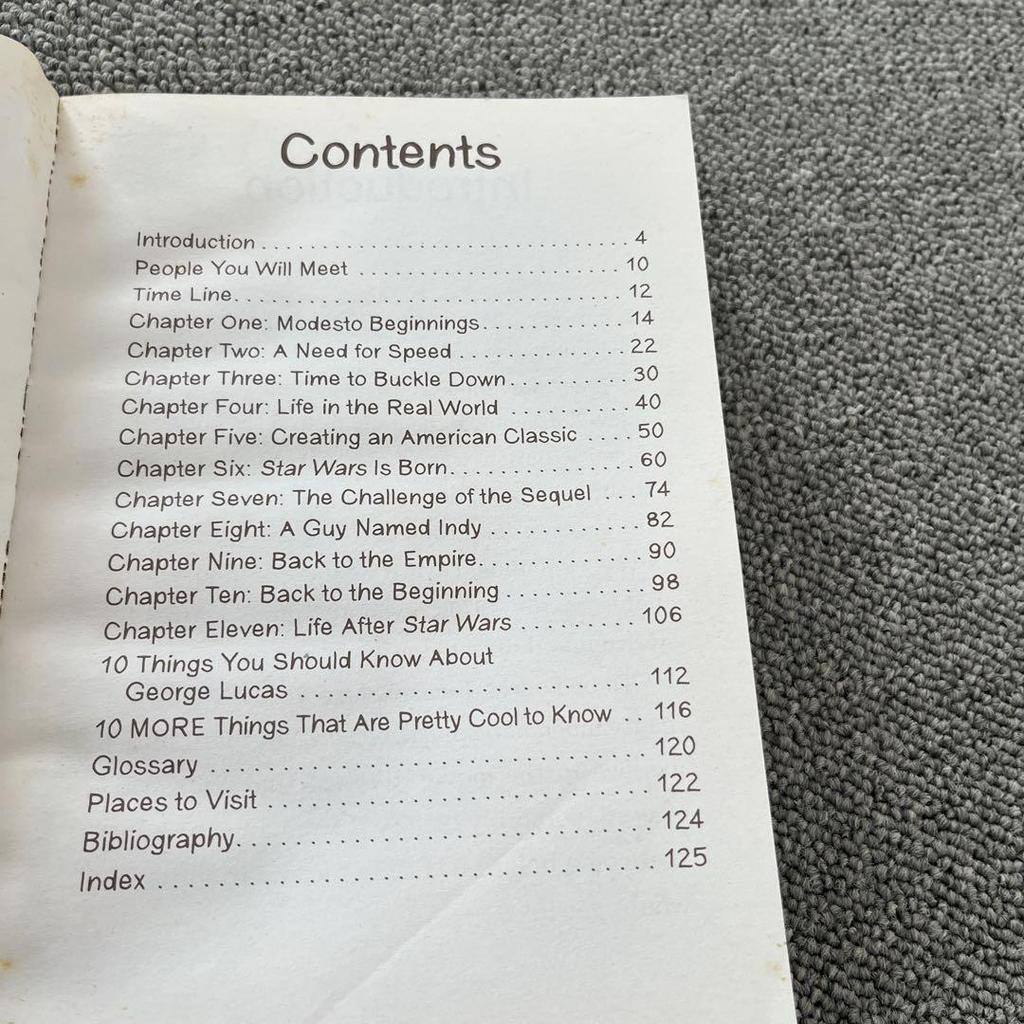 Contents
Introduction . . . . . . . . . . . . . . . . . . . . . . . . . . . . . . 4
People You Will Meet . . . . . . . . . . . . . . . . . . . . . . 10
Time Line. . . . . . . . . . . . . . . . . . . . . . . . . . . . . . . . 12
Chapter One: Modesto Beginnings. . . . . . . . . . . . 14
Chapter Two: A Need for Speed . . . . . . . . . . . . . . 22
Chapter Three: Time to Buckle Down. . . . . . . . . . 30
Chapter Four: Life in the Real World . . . . . . . . . . 40
Chapter Five: Creating an American Classic . . . . 50
Chapter Six: Star Wars Is Born. . . . . . . . . . . . . . . 60
Chapter Seven: The Challenge of the Sequel . . . 74
Chapter Eight: A Guy Named Indy . . . . . . . . . . . . 82
Chapter Nine: Back to the Empire. . . . . . . . . . . . . 90
Chapter Ten: Back to the Beginning . . . . . . . . . . . 98
Chapter Eleven: Life After Star Wars . . . . . . . . . 106
10 Things You Should Know About
George Lucas . . . . . . . . . . . . . . . . . . . . . . . . . . . 112
10 MORE Things That Are Pretty Cool to Know . . 116
Glossary . . . . . . . . . . . . . . . . . . . . . . . . . . . . . . . . 120
Places to Visit . . . . . . . . . . . . . . . . . . . . . . . . . . . 122
Bibliography. . . . . . . . . . . . . . . . . . . . . . . . . . . . . 124
Index . . . . . . . . . . . . . . . . . . . . . . . . . . . . . . . . . . 125